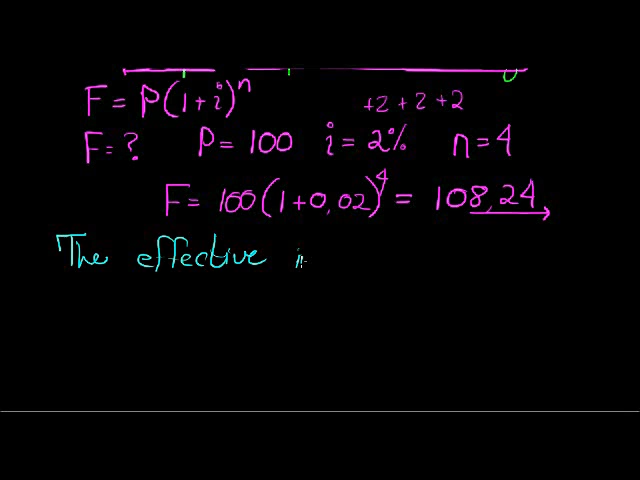 F = P(1+i)^n
+2 +2 +2
F = ? P = 100 i = 2% n = 4
F = 100(1+0,02)^4 = 108,24
The effective